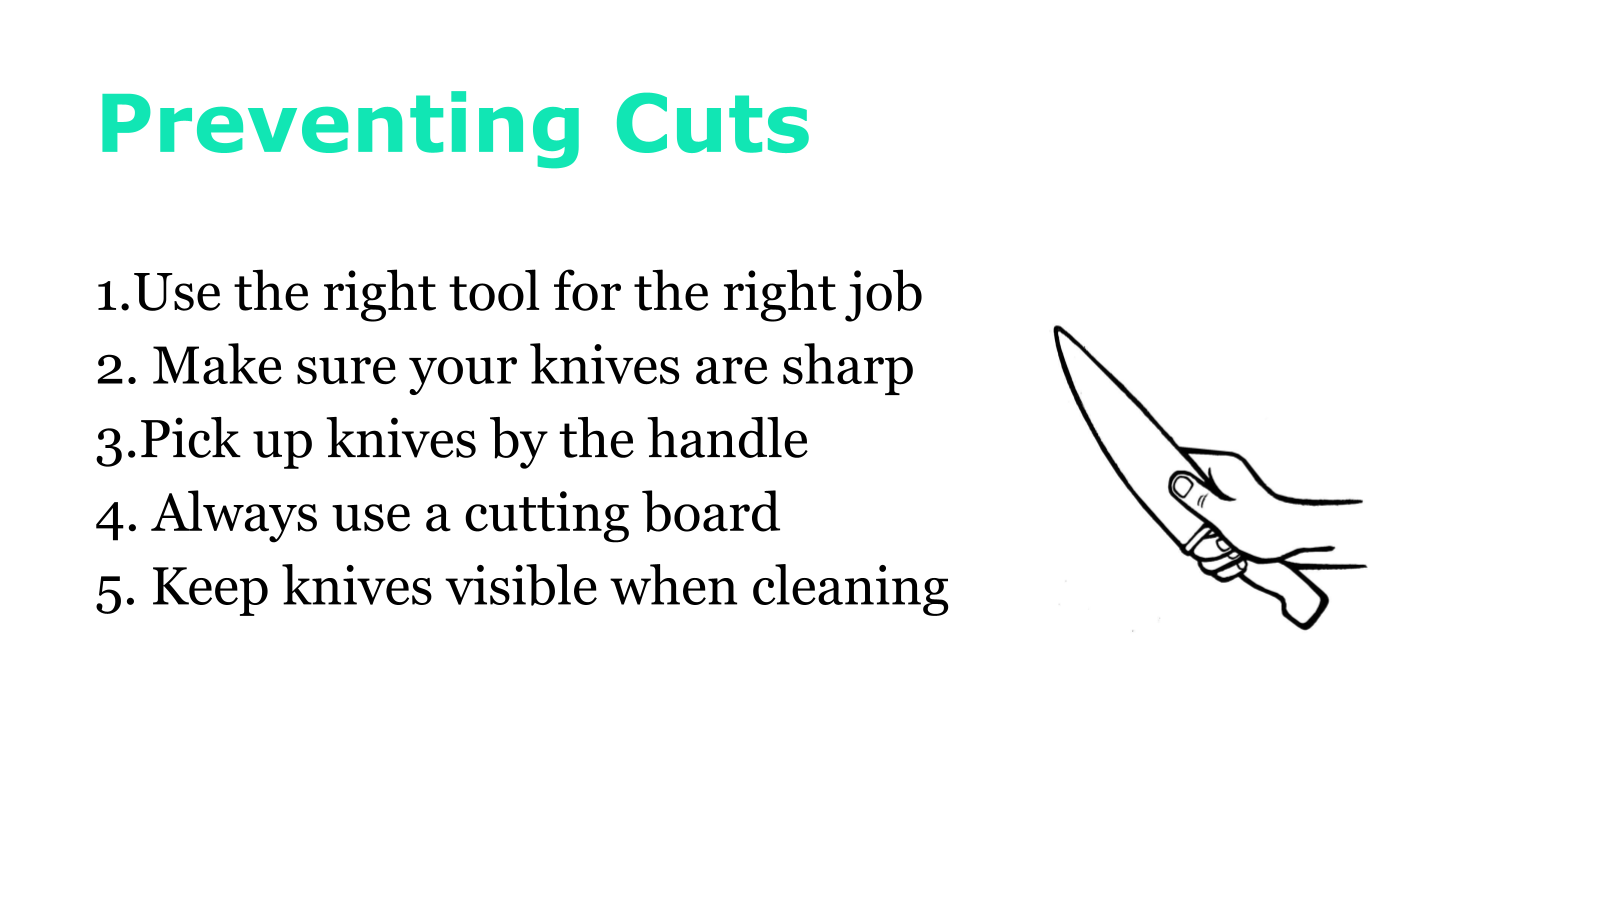 Preventing Cuts
1.Use the right tool for the right job
2. Make sure your knives are sharp
3.Pick up knives by the handle
4. Always use a cutting board
5. Keep knives visible when cleaning